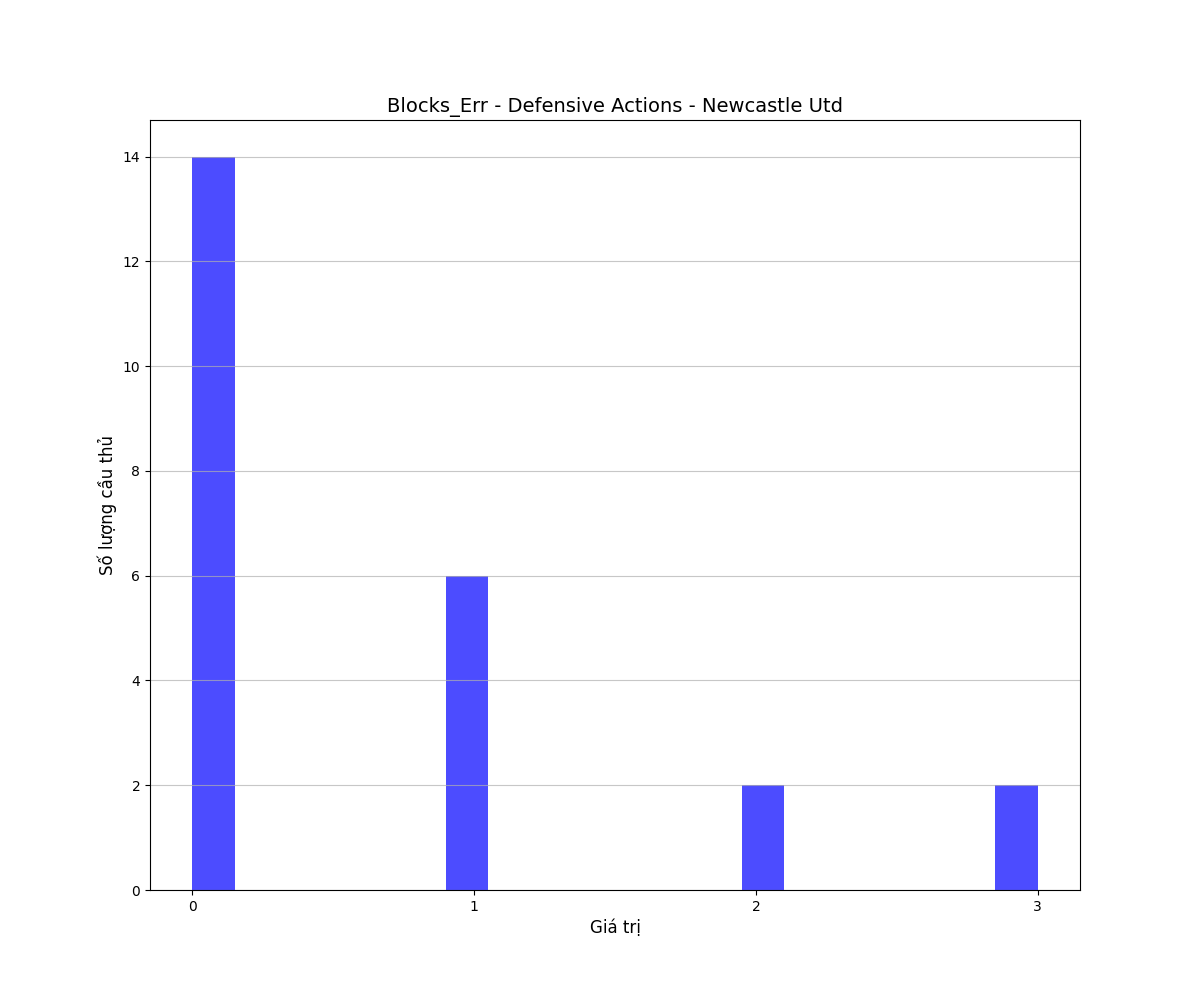 Blocks_Err - Defensive Actions - Newcastle Utd
14
12
10
8
6
4
2
0
Số lượng cầu thủ
0 1 2 3
Giá trị